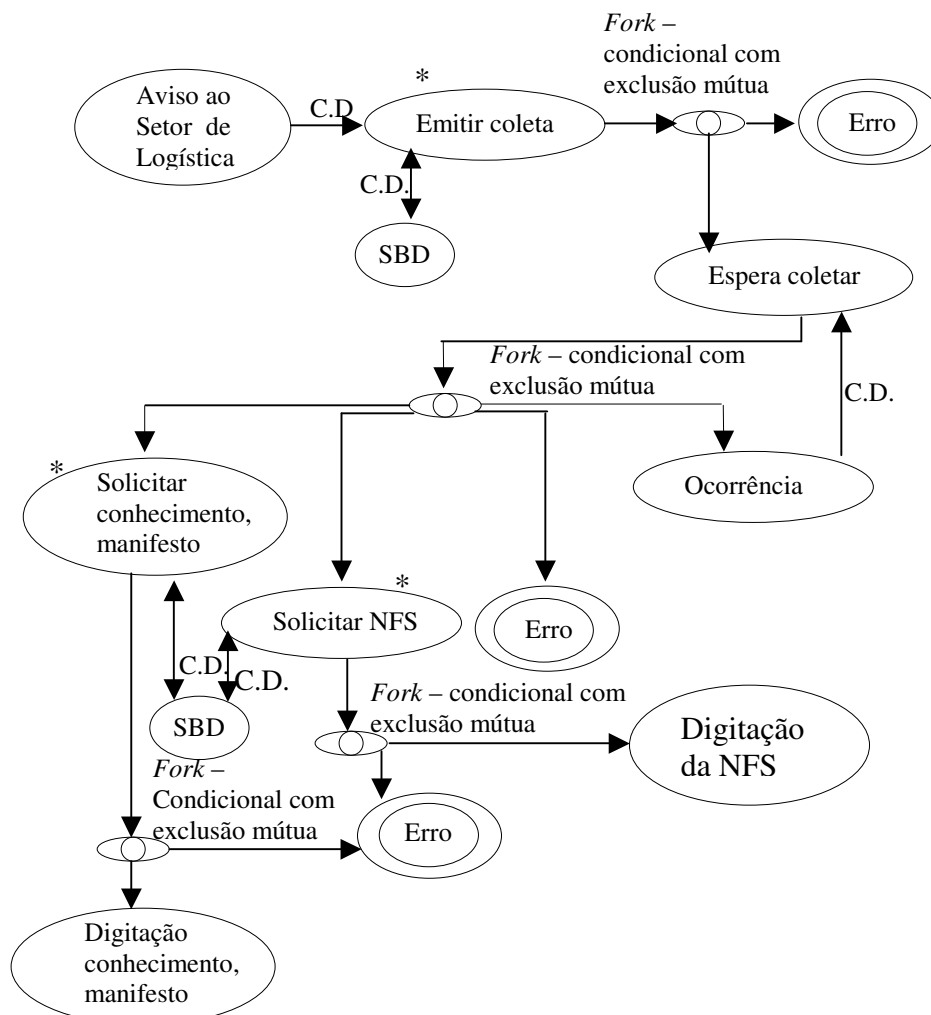 Fork –
condicional com
exclusão mútua
*
Aviso ao
Setor de
Logística
C.D
Emitir coleta
Erro
C.D.
SBD
Espera coletar
Fork – condicional com
exclusão mútua
C.D.
*
Solicitar
conhecimento,
manifesto
Ocorrência
*
Solicitar NFS
Erro
C.D.
C.D.
SBD
Fork – condicional com
exclusão mútua
Digitação
da NFS
Fork –
Condicional com
exclusão mútua
Erro
Digitação
conhecimento,
manifesto